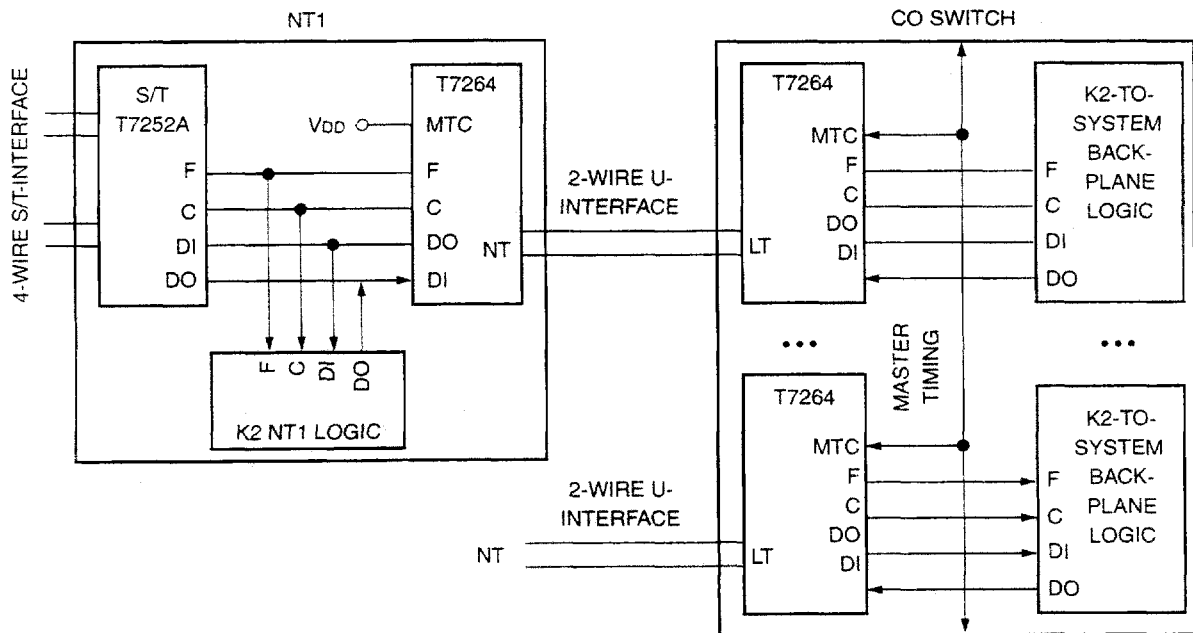 NT1
CO SWITCH
4-WIRE S/T-INTERFACE
S/T
T7252A
F
C
DI
DO
VDD
T7264
MTC
F
C
DO
DI
NT
F
C
DI
DO
K2 NT1 LOGIC
2-WIRE U-
INTERFACE
T7264
MTC
F
C
DO
DI
LT
K2-TO-
SYSTEM
BACK-
PLANE
LOGIC
F
C
DI
DO
•••
•••
MASTER
TIMING
2-WIRE U-
INTERFACE
NT
T7264
MTC
F
C
DO
DI
LT
K2-TO-
SYSTEM
BACK-
PLANE
LOGIC
F
C
DI
DO